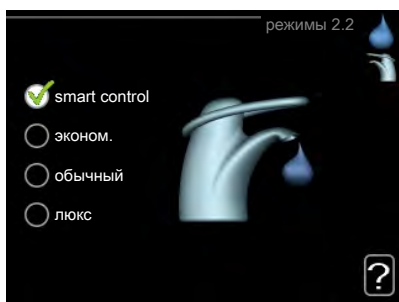 режимы 2.2
smart control
эконом.
обычный
люкс
?